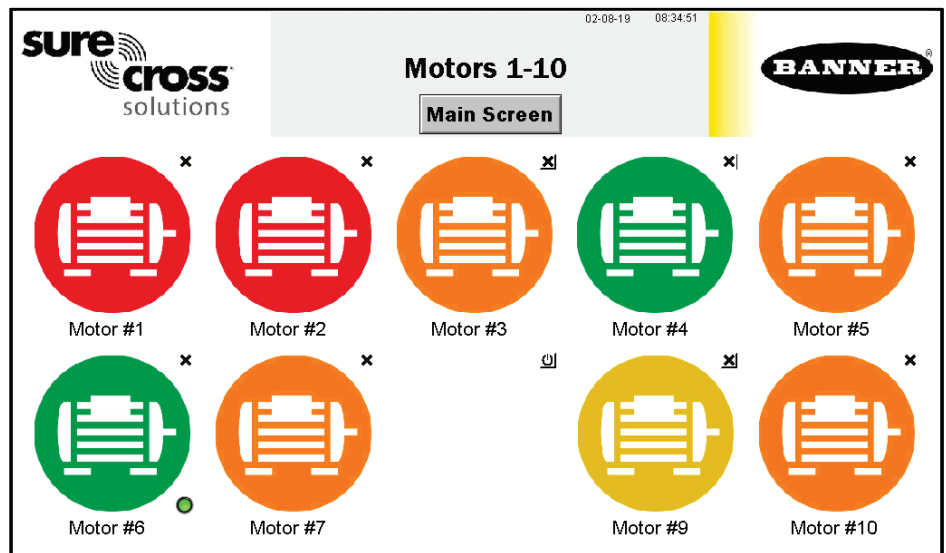 02-08-19 08:34:51
sure
cross
solutions
Motors 1-10
BANNER®
Main Screen
Motor #1 Motor #2 Motor #3 Motor #4 Motor #5
Motor #6 Motor #7 Motor #9 Motor #10